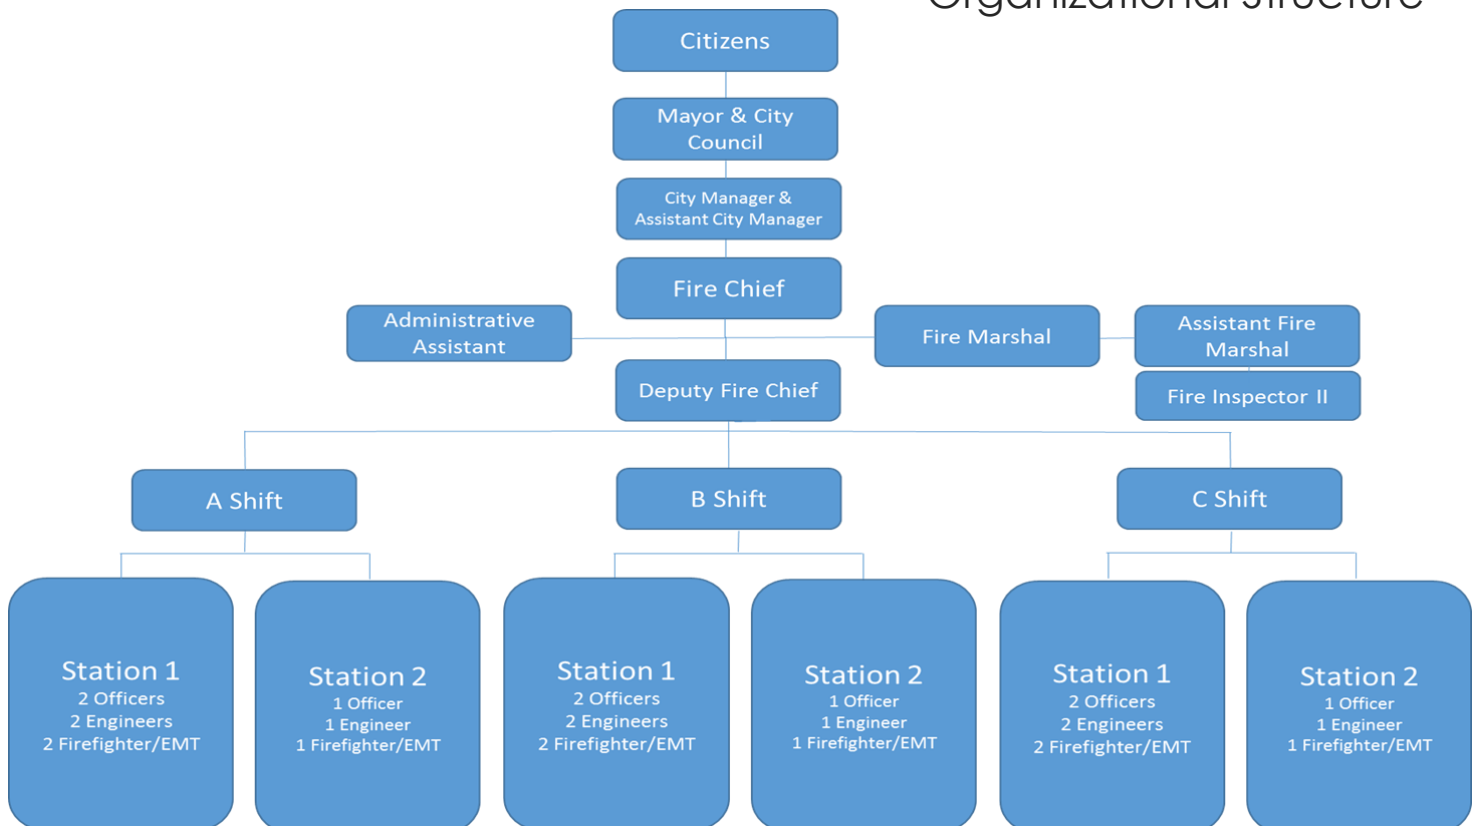 Organizational Structure
Citizens
Mayor & City
Council
City Manager &
Assistant City Manager
Fire Chief
Administrative
Assistant
Fire Marshal
Assistant Fire
Marshal
Deputy Fire Chief
Fire Inspector II
A Shift
B Shift
C Shift
Station 1
2 Officers
2 Engineers
2 Firefighter/EMT
Station 2
1 Officer
1 Engineer
1 Firefighter/EMT
Station 1
2 Officers
2 Engineers
2 Firefighter/EMT
Station 2
1 Officer
1 Engineer
1 Firefighter/EMT
Station 1
2 Officers
2 Engineers
2 Firefighter/EMT
Station 2
1 Officer
1 Engineer
1 Firefighter/EMT